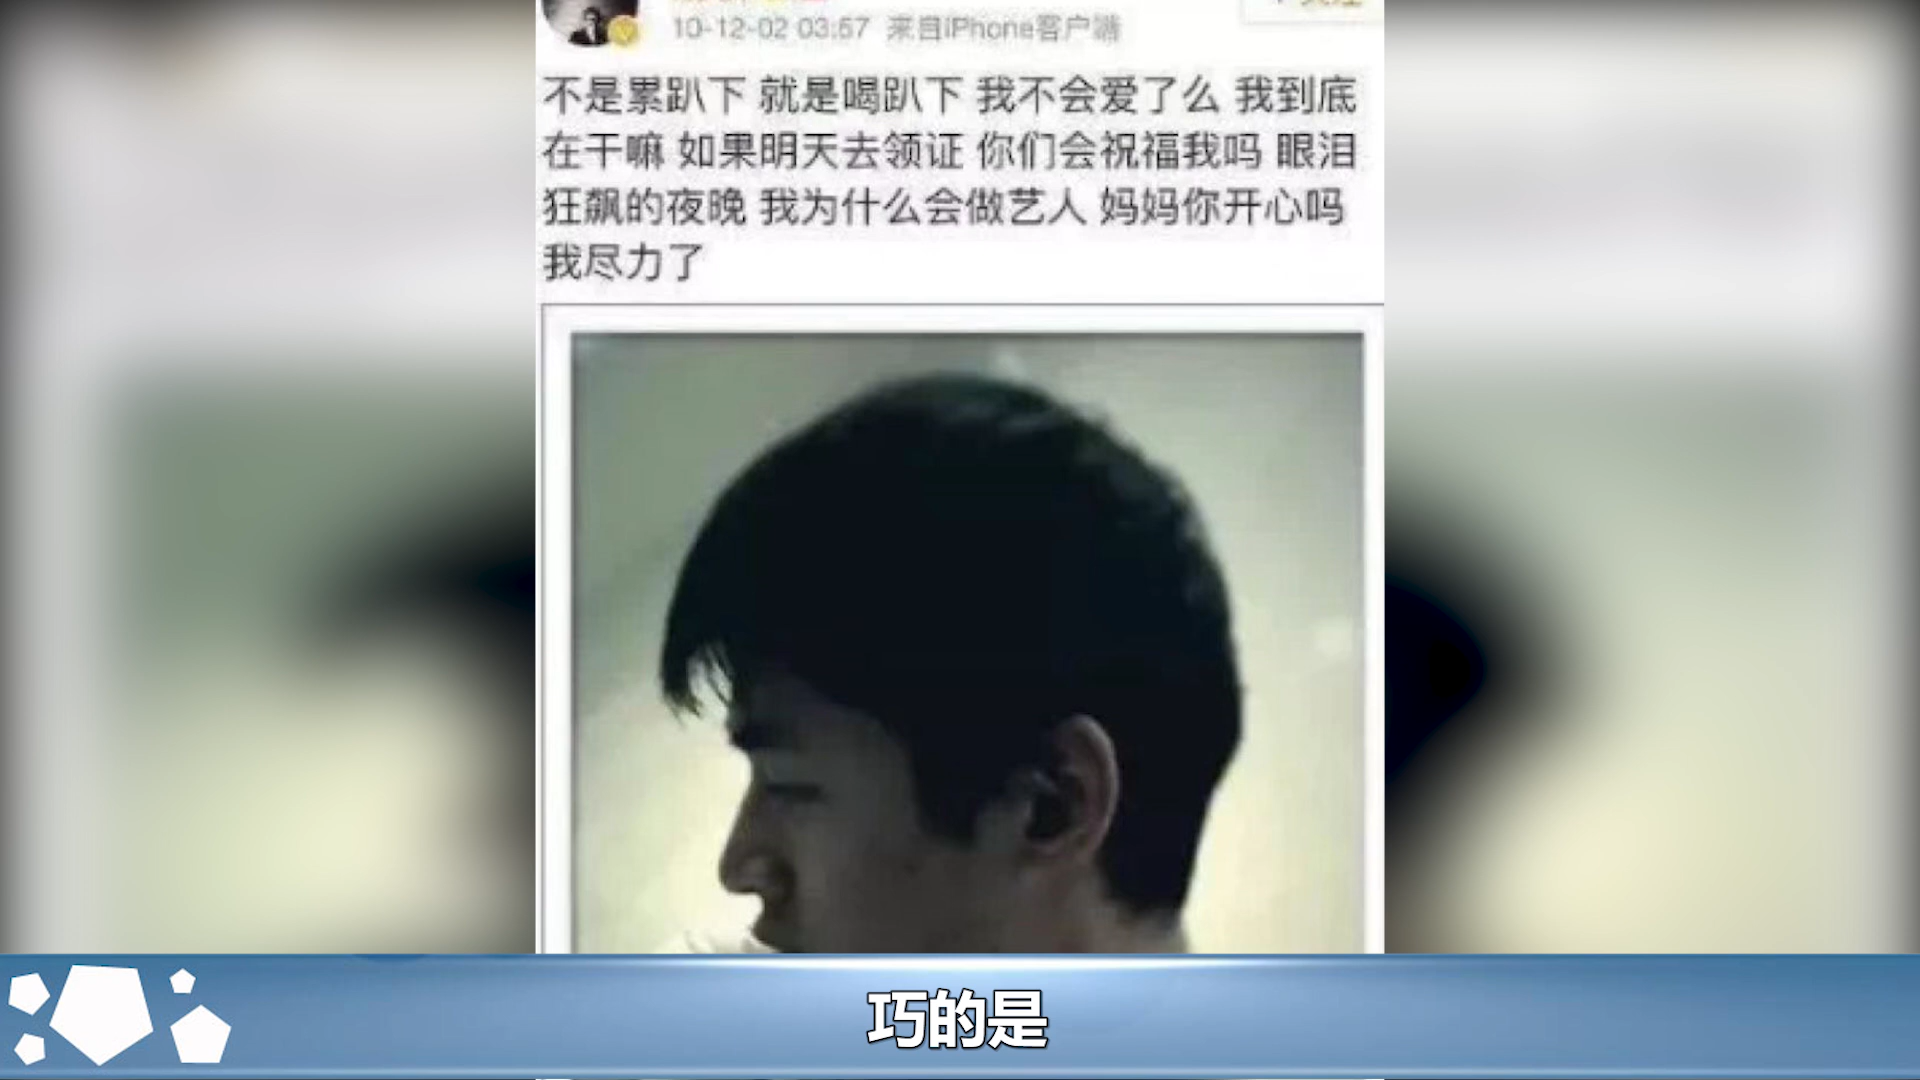 10-12-02 03:57 来自iPhone客户端
不是累趴下 就是喝趴下 我不会爱了么 我到底
在干嘛 如果明天去领证 你们会祝福我吗 眼泪
狂飙的夜晚 我为什么会做艺人 妈妈你开心吗
我尽力了
巧的是